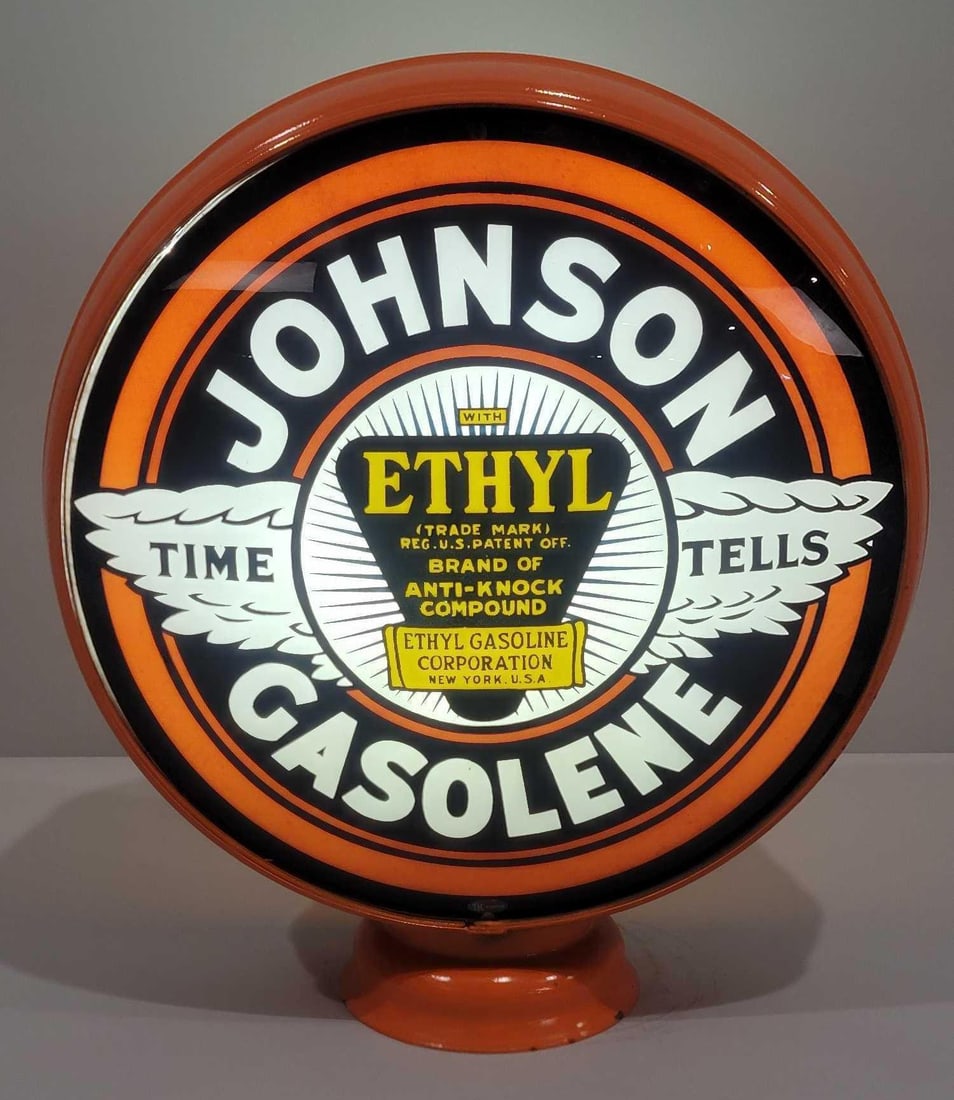 JOHNSON
WITH
ETHYL
(TRADE MARK)
REG. U.S. PATENT OFF.
BRAND OF
ANTI-KNOCK
COMPOUND
ETHYL GASOLINE
CORPORATION
NEW YORK. U.S.A
TIME TELLS
GASOLENE